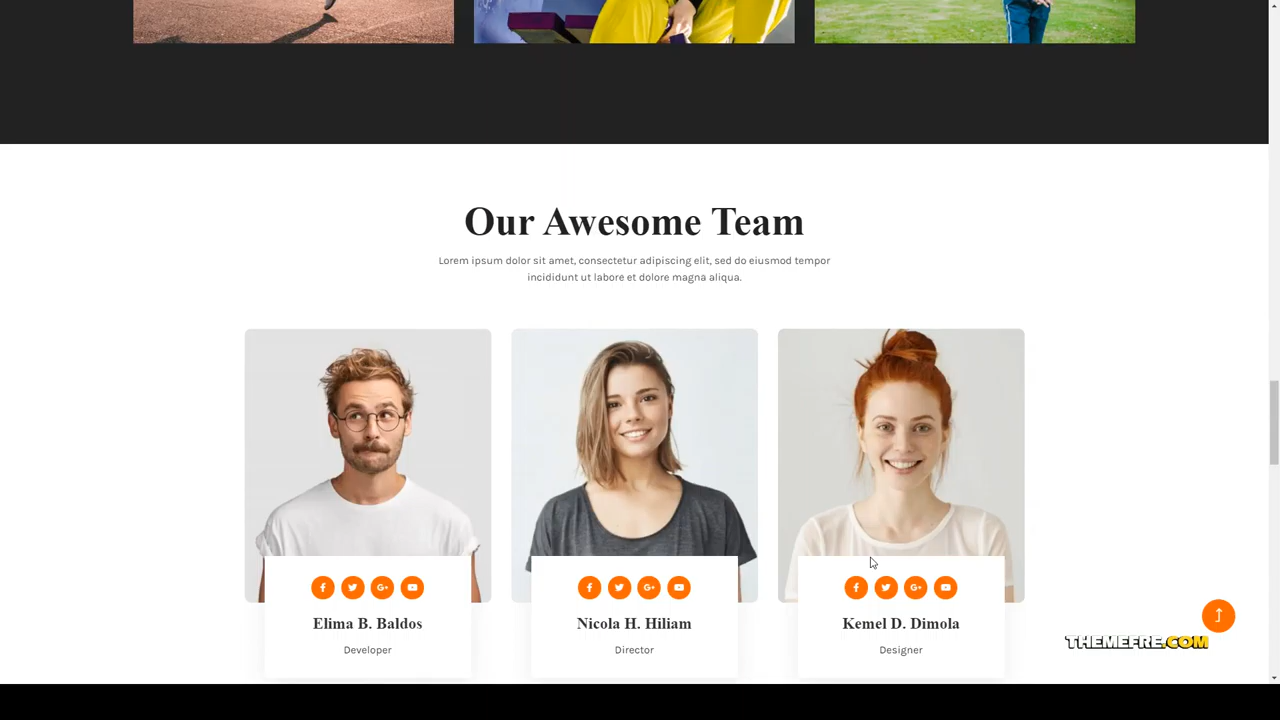 Our Awesome Team
Lorem ipsum dolor sit amet, consectetur adipiscing elit, sed do eiusmod tempor
incididunt ut labore et dolore magna aliqua.
Elima B. Baldos
Developer
Nicola H. Hiliam
Director
Kemel D. Dimola
Designer
THEMEFRE.COM